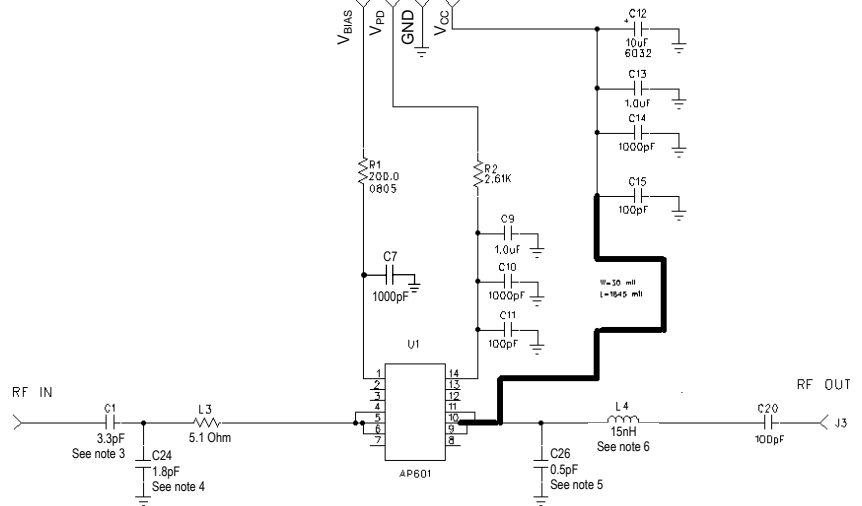 VBIAS
VPD
GND
VCC
C12
+
10uF
6032
C13
1.0uF
C14
1000pF
C15
100pF
R1
200.0
0805
R2
2.61K
C9
1.0uF
C7
1000pF
C10
1000pF
C11
100pF
W=30 mil
L=1645 mil
U1
1
2
3
4
5
6
7
14
13
12
11
10
9
8
AP601
RF IN
C1
3.3pF
See note 3
C24
1.8pF
See note 4
L3
5.1 Ohm
C26
0.5pF
See note 5
L4
15nH
See note 6
C20
100pF
RF OUT
J3